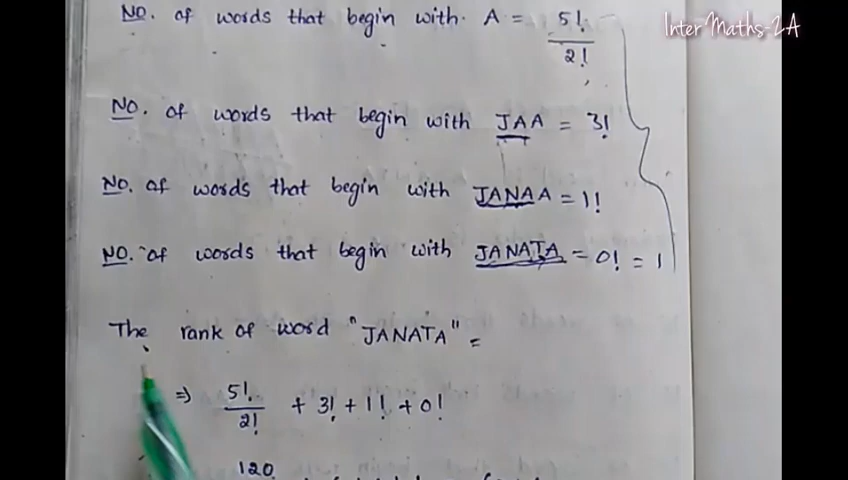 Inter Maths-2A
NO. of words that begin with. A = 5!/2!
NO. of words that begin with JAAA = 3!
NO. of words that begin with JANAA = 1!
NO. of words that begin with JANATA = 0! = 1
The rank of word "JANATA" =
⇒ 5!/2! + 3! + 1! + 0!
120